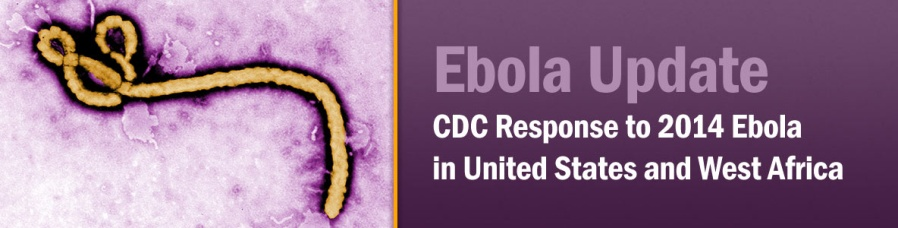 Ebola Update
CDC Response to 2014 Ebola
in United States and West Africa